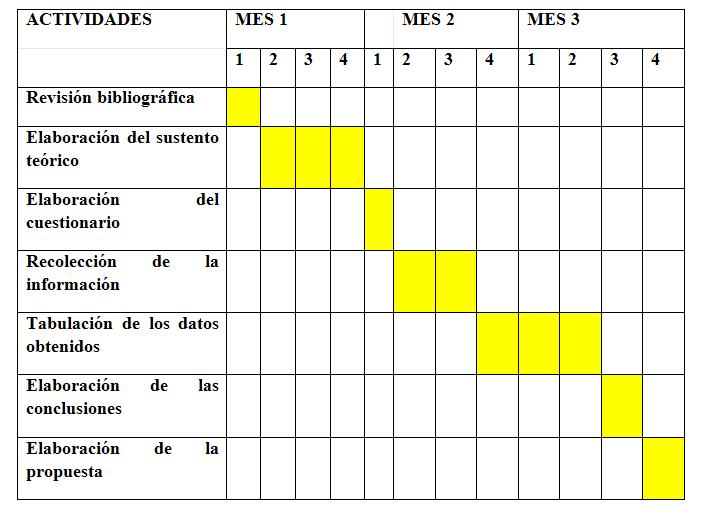 ACTIVIDADES MES 1 MES 2 MES 3
1 2 3 4 1 2 3 4 1 2 3 4
Revisión bibliográfica
Elaboración del sustento
teórico
Elaboración del
cuestionario
Recolección de la
información
Tabulación de los datos
obtenidos
Elaboración de las
conclusiones
Elaboración de la
propuesta